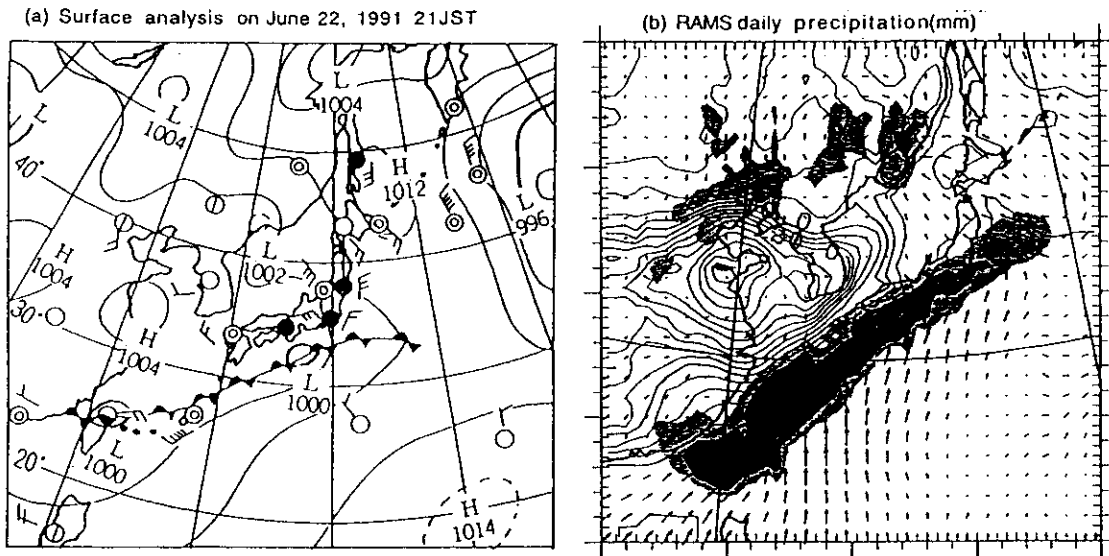 (a) Surface analysis on June 22, 1991 21JST
(b) RAMS daily precipitation(mm)
L
1004
L
1004
L
40°
H
1012
L
996
H
1004
L
1002
30°
H
1004
L
1000
L
1000
20°
H
1014